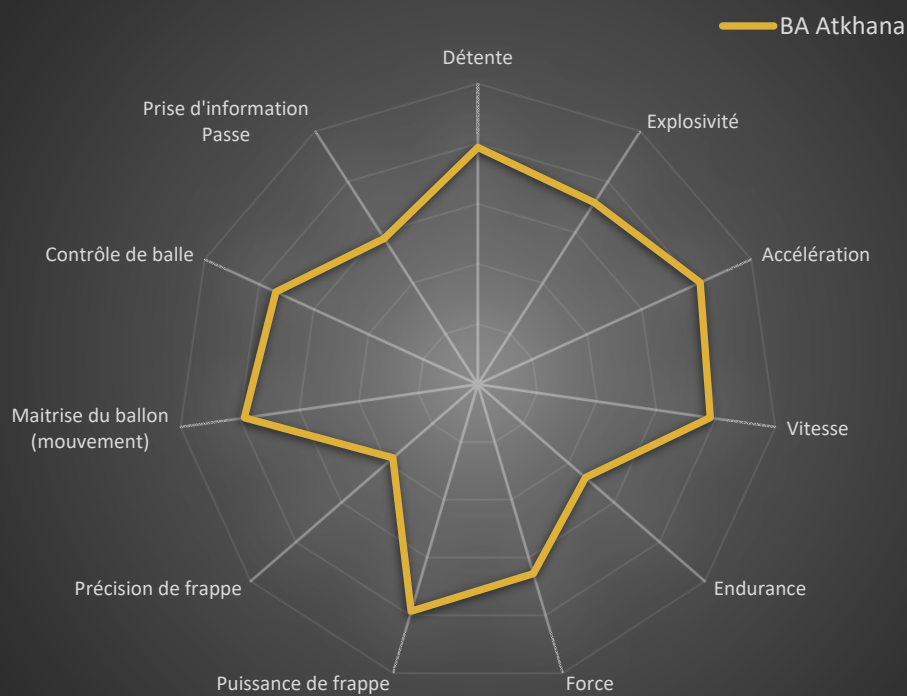 BA Atkhana
Détente
Explosivité
Accélération
Vitesse
Endurance
Force
Puissance de frappe
Précision de frappe
Maitrise du ballon
(mouvement)
Contrôle de balle
Prise d'information
Passe